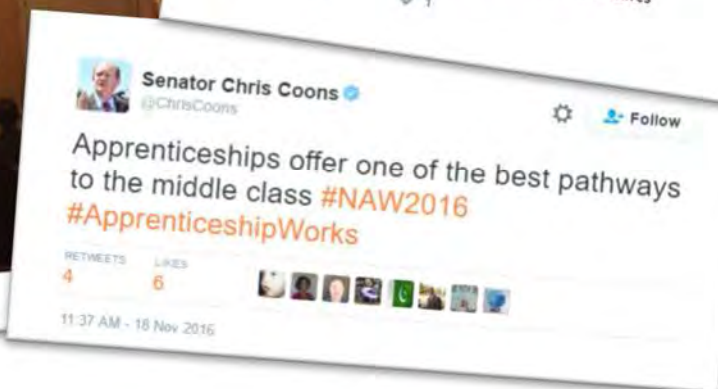 Senator Chris Coons
@ChrisCoons
Follow
Apprenticeships offer one of the best pathways
to the middle class #NAW2016
#ApprenticeshipWorks
RETWEETS LIKES
4 6
11:37 AM - 18 Nov 2016